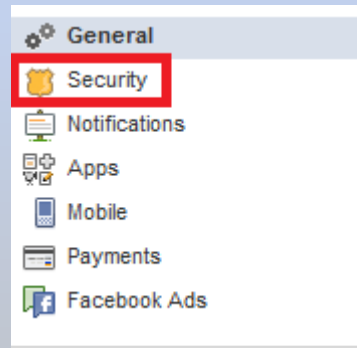 General
Security
Notifications
Apps
Mobile
Payments
Facebook Ads